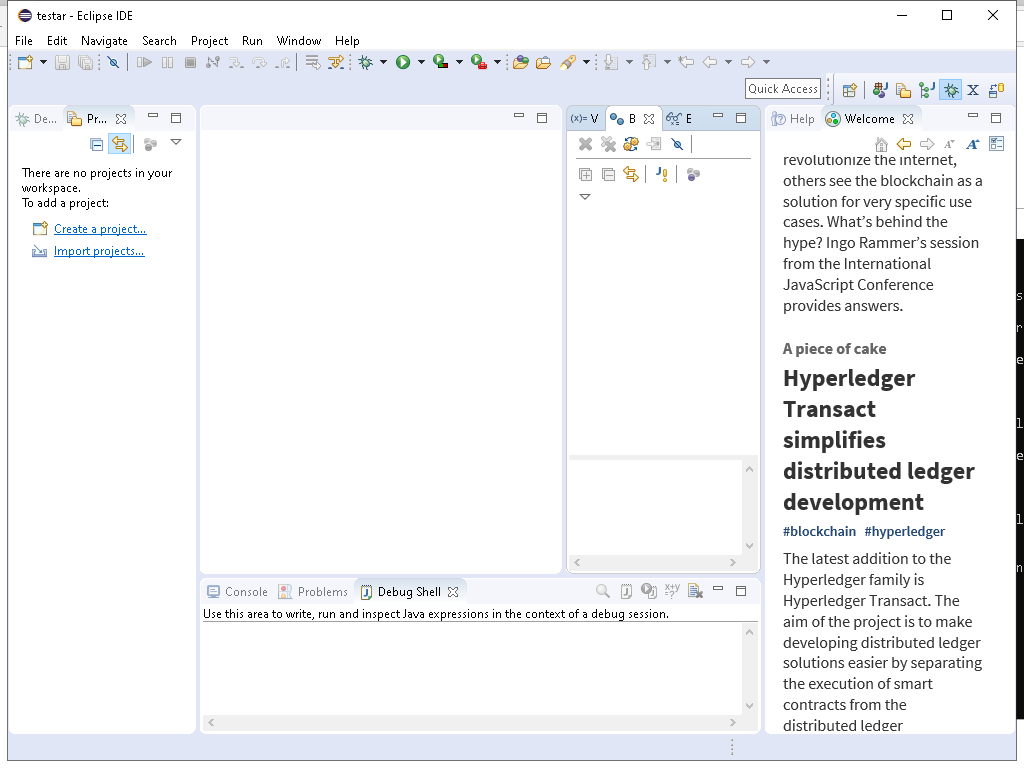 testar - Eclipse IDE
File Edit Navigate Search Project Run Window Help
Quick Access
De... Pr...
There are no projects in your
workspace.
To add a project:
Create a project...
Import projects...
(x)= V B E
Help Welcome
revolutionize the internet,
others see the blockchain as a
solution for very specific use
cases. What's behind the
hype? Ingo Rammer's session
from the International
JavaScript Conference
provides answers.
A piece of cake
Hyperledger
Transact
simplifies
distributed ledger
development
#blockchain #hyperledger
The latest addition to the
Hyperledger family is
Hyperledger Transact. The
aim of the project is to make
developing distributed ledger
solutions easier by separating
the execution of smart
contracts from the
distributed ledger
Console Problems Debug Shell
Use this area to write, run and inspect Java expressions in the context of a debug session.